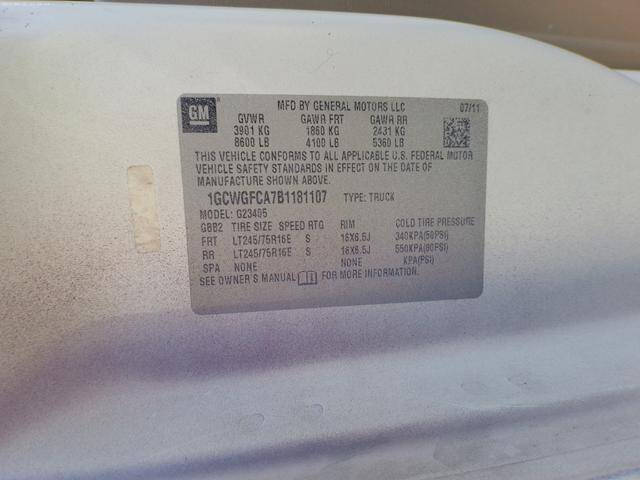 GM
MFD BY GENERAL MOTORS LLC 07/11
GVWR GAWR FRT GAWR RR
3901 KG 1860 KG 2431 KG
8600 LB 4100 LB 5360 LB
THIS VEHICLE CONFORMS TO ALL APPLICABLE U.S. FEDERAL MOTOR
VEHICLE SAFETY STANDARDS IN EFFECT ON THE DATE OF
MANUFACTURE SHOWN ABOVE.
1GCWGFCA7B1181107 TYPE: TRUCK
MODEL: G23405
GBB2 TIRE SIZE SPEED RTG RIM COLD TIRE PRESSURE
FRT LT245/75R16E S 16X6.5J 340KPA(50PSI)
RR LT245/75R16E S 16X6.5J 550KPA(80PSI)
SPA NONE NONE KPA(PSI)
SEE OWNER'S MANUAL FOR MORE INFORMATION.